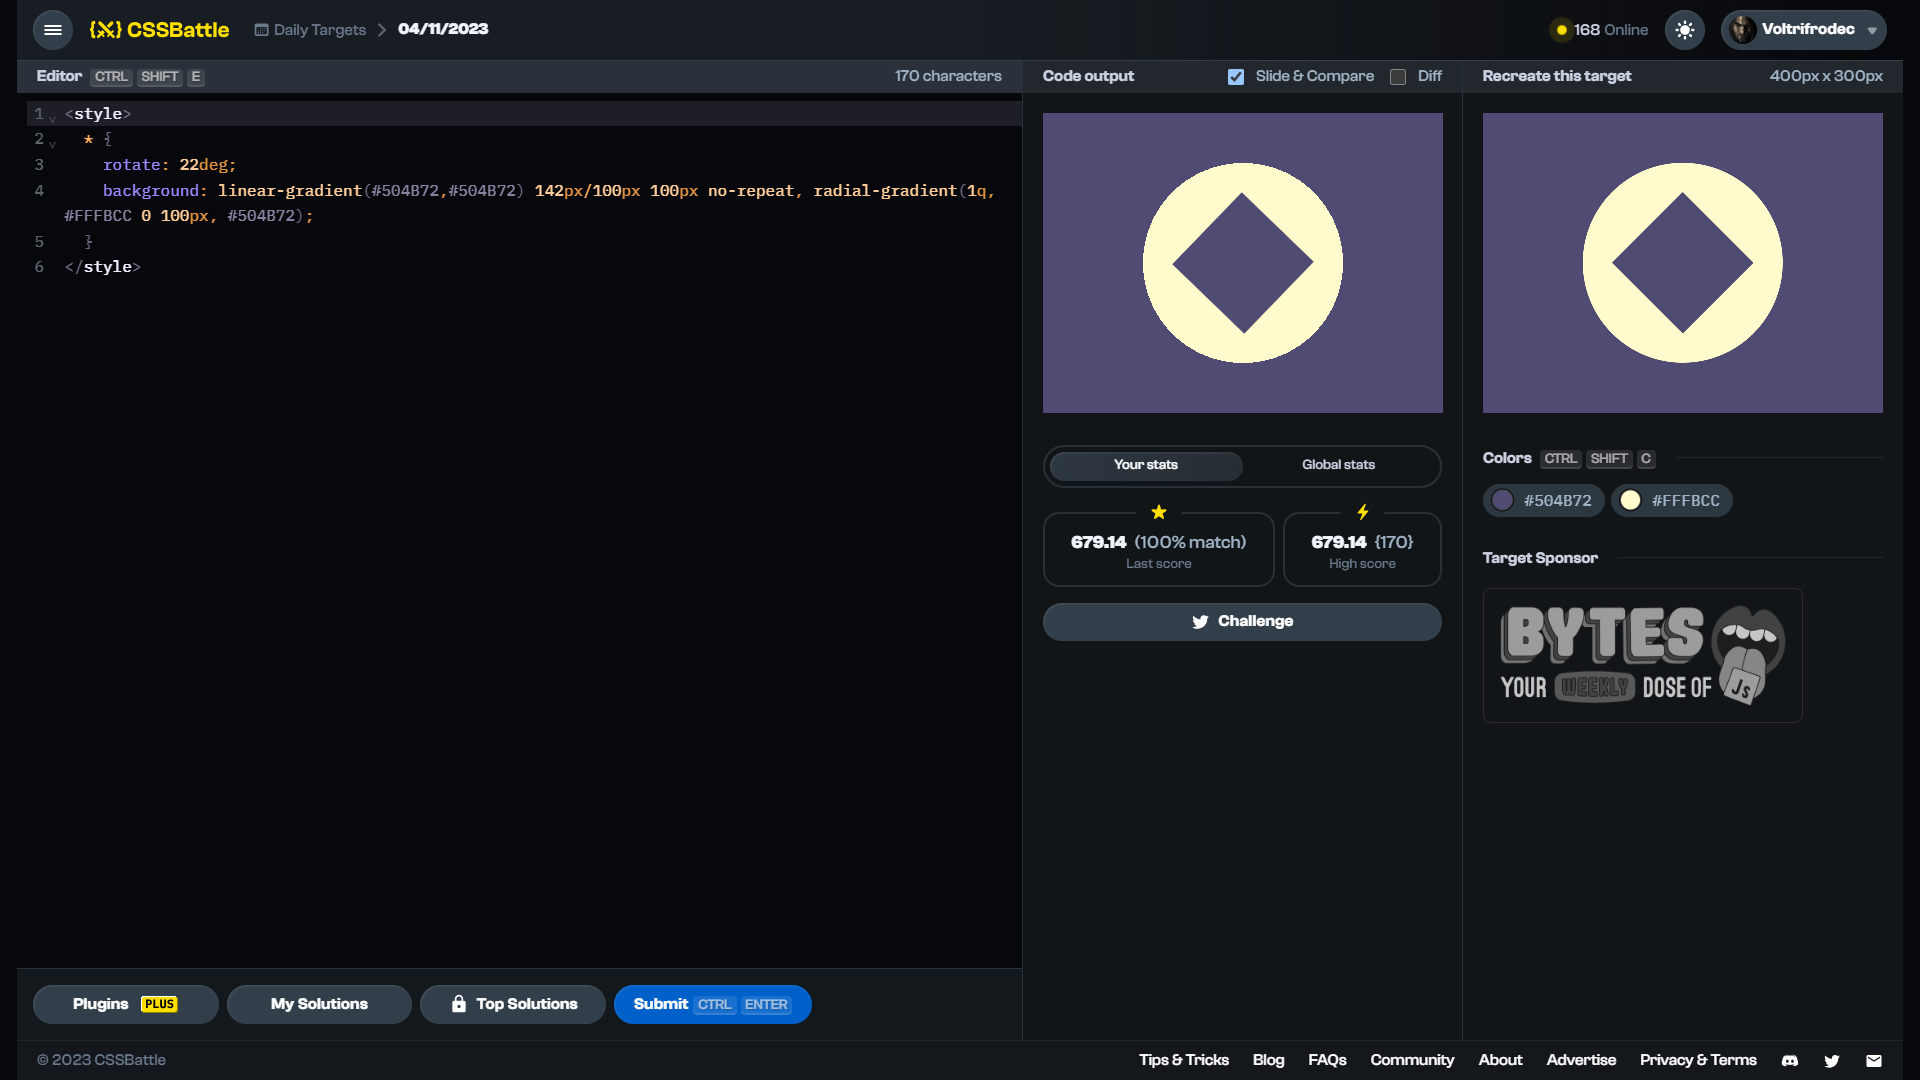 {X} CSSBattle
Daily Targets > 04/11/2023
168 Online
Voltrifrodec
Editor CTRL SHIFT E
170 characters
1 <style>
2 * {
3 rotate: 22deg;
4 background: linear-gradient(#504B72,#504B72) 142px/100px 100px no-repeat, radial-gradient(1q,
#FFFBCC 0 100px, #504B72);
5 }
6 </style>
Plugins PLUS
My Solutions
Top Solutions
Submit CTRL ENTER
Code output
Slide & Compare
Diff
Your stats
Global stats
679.14 (100% match)
Last score
679.14 {170}
High score
Challenge
Recreate this target
400px x 300px
Colors CTRL SHIFT C
#504B72
#FFFBCC
Target Sponsor
BYTES
YOUR WEEKLY DOSE OF JS
© 2023 CSSBattle
Tips & Tricks
Blog
FAQs
Community
About
Advertise
Privacy & Terms